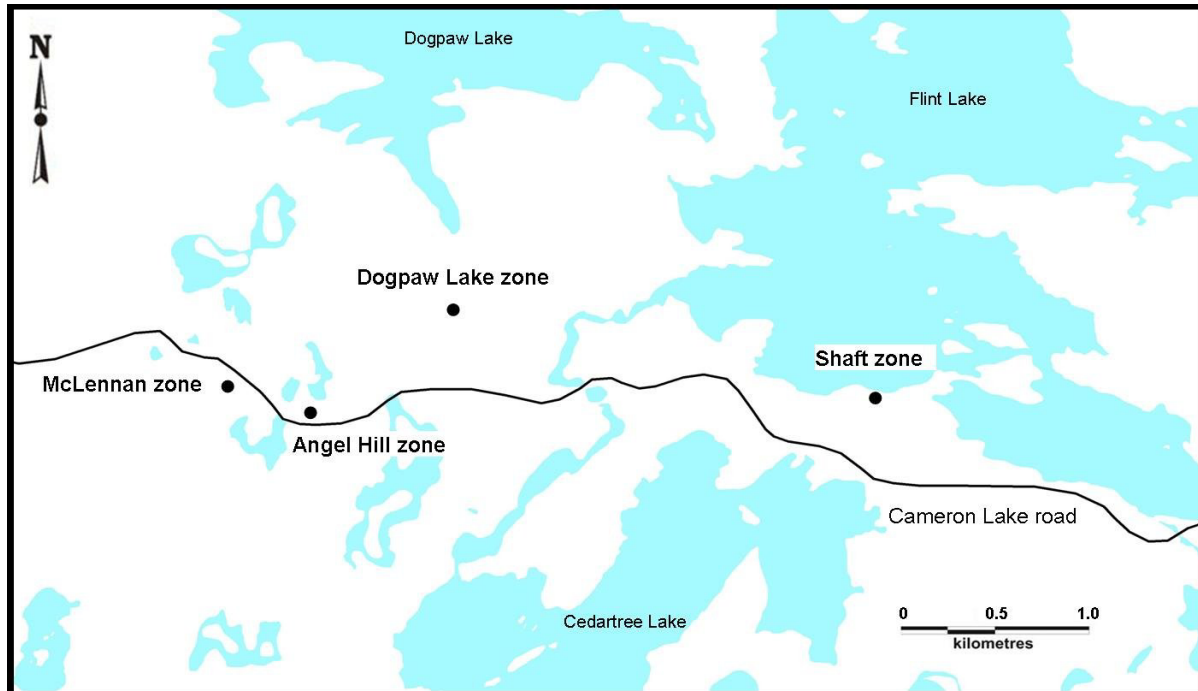 Dogpaw Lake
N
Flint Lake
Dogpaw Lake zone
Shaft zone
McLennan zone
Angel Hill zone
Cameron Lake road
0 0.5 1.0
kilometres
Cedartree Lake